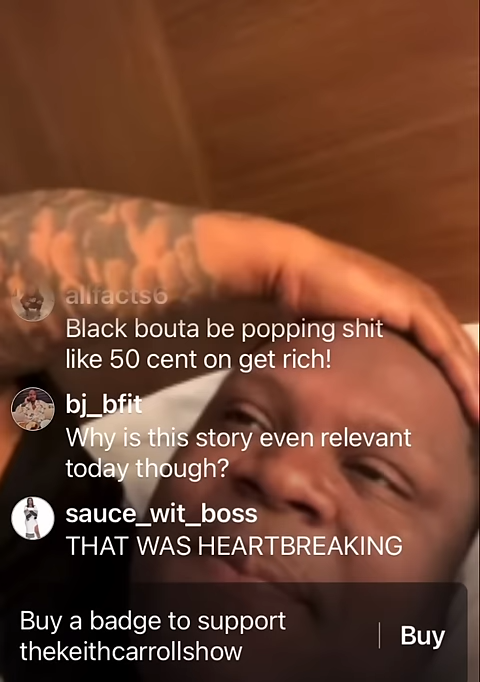 allfacts6
Black bouta be popping shit
like 50 cent on get rich!
bj_bfit
Why is this story even relevant
today though?
sauce_wit_boss
THAT WAS HEARTBREAKING
Buy a badge to support
thekeithcarrollshow
Buy